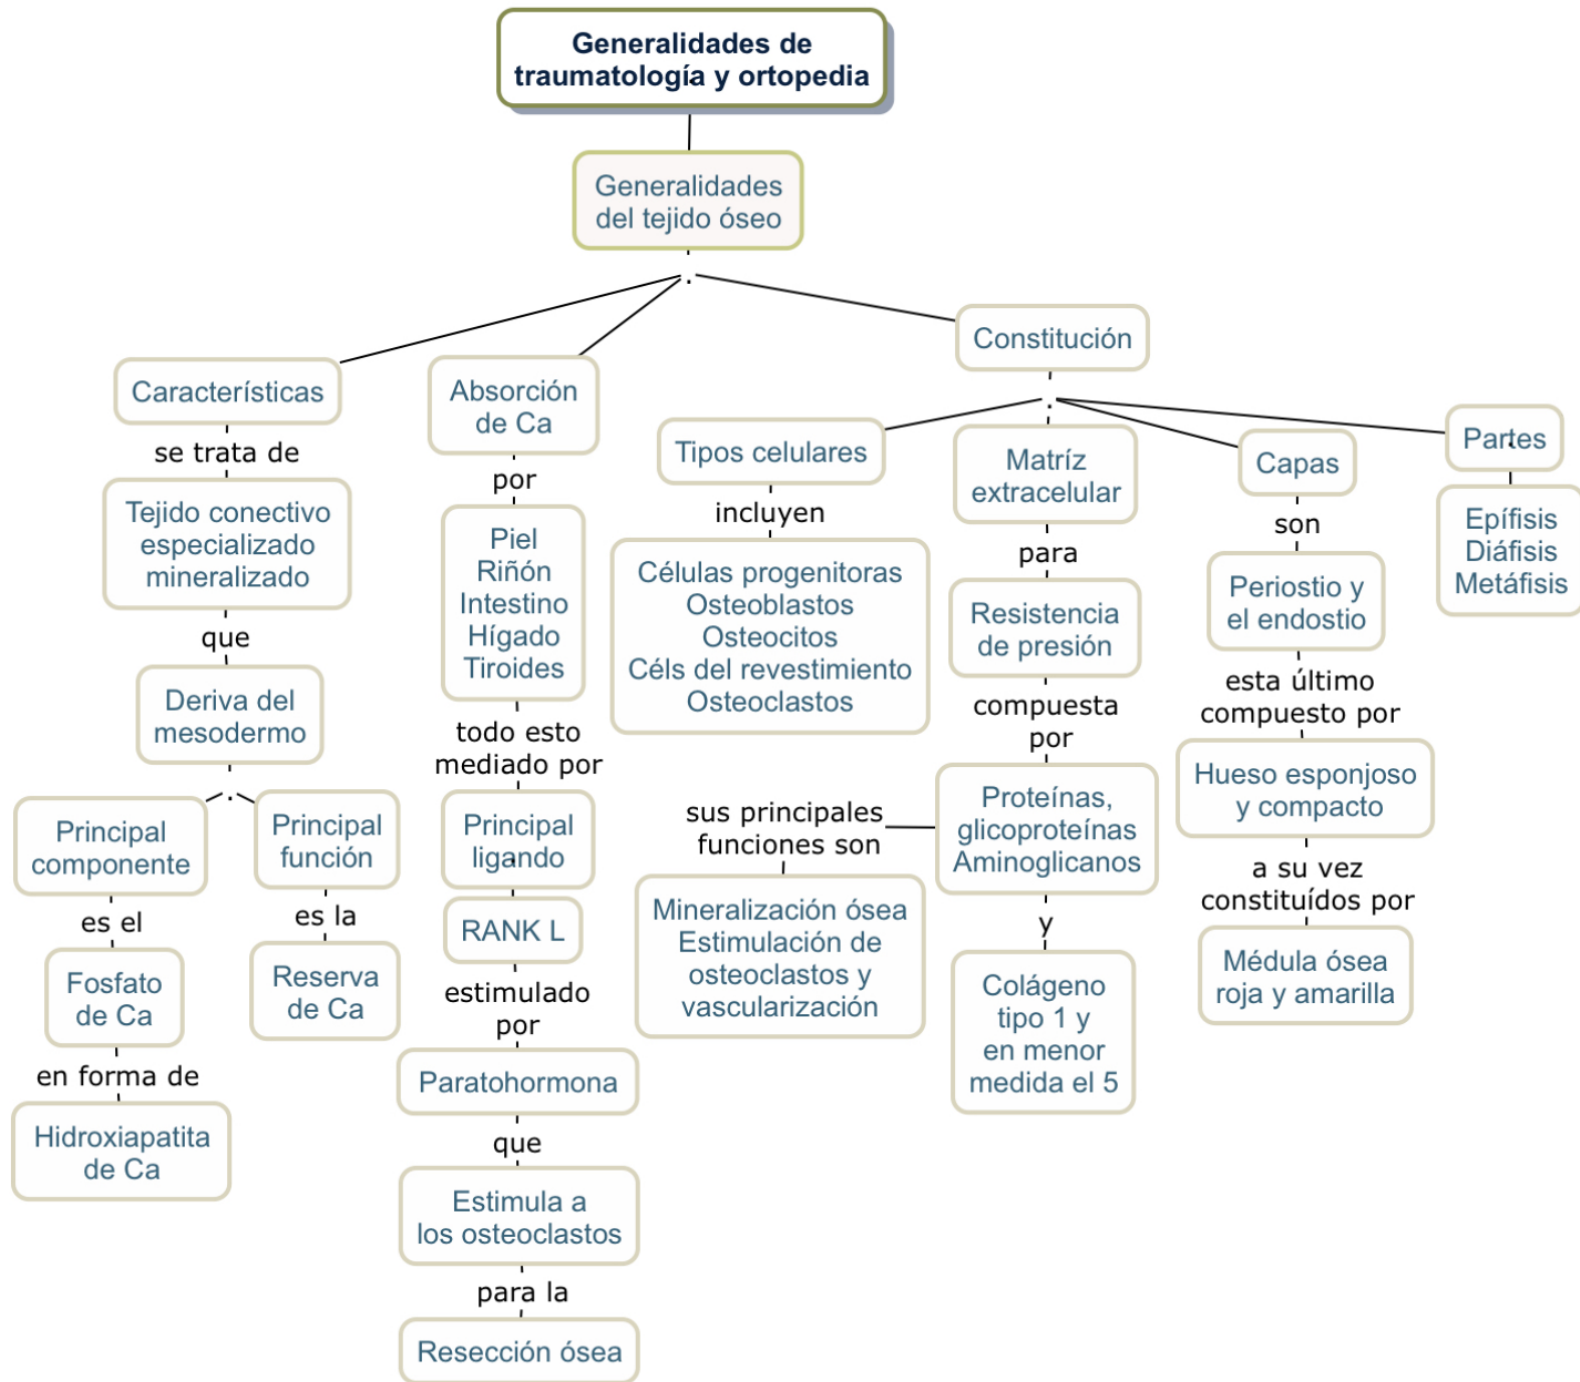 Generalidades de
traumatología y ortopedia
Generalidades
del tejido óseo
.
Características
se trata de
Tejido conectivo
especializado
mineralizado
que
Deriva del
mesodermo
.
Principal
componente
es el
Fosfato
de Ca
en forma de
Hidroxiapatita
de Ca
Principal
función
es la
Reserva
de Ca
Absorción
de Ca
por
Piel
Riñón
Intestino
Hígado
Tiroides
todo esto
mediado por
Principal
ligando
RANK L
estimulado
por
Paratohormona
que
Estimula a
los osteoclastos
para la
Resección ósea
Constitución
.
Tipos celulares
incluyen
Células progenitoras
Osteoblastos
Osteocitos
Céls del revestimiento
Osteoclastos
Matríz
extracelular
para
Resistencia
de presión
compuesta
por
Proteínas,
glicoproteínas
Aminoglicanos
sus principales
funciones son
Mineralización ósea
Estimulación de
osteoclastos y
vascularización
y
Colágeno
tipo 1 y
en menor
medida el 5
Capas
son
Periostio y
el endostio
esta último
compuesto por
Hueso esponjoso
y compacto
a su vez
constituídos por
Médula ósea
roja y amarilla
Partes
Epífisis
Diáfisis
Metáfisis